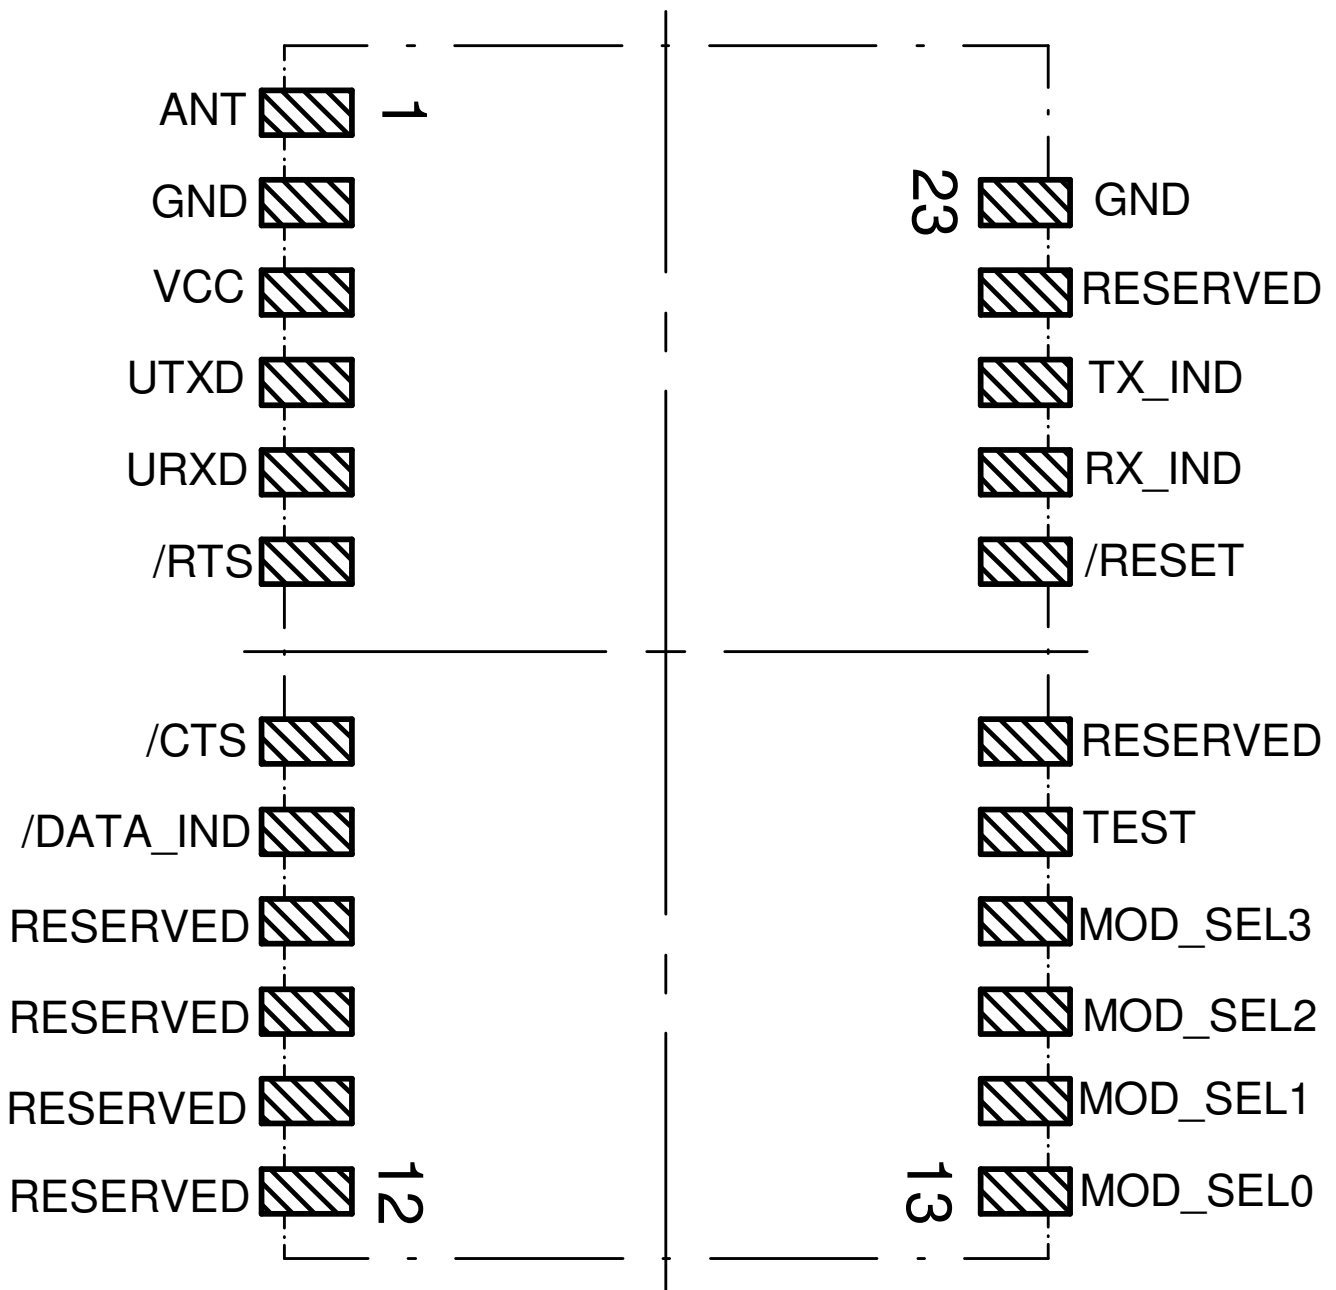 ANT 1
GND 23 GND
VCC RESERVED
UTXD TX_IND
URXD RX_IND
/RTS /RESET
/CTS RESERVED
/DATA_IND TEST
RESERVED MOD_SEL3
RESERVED MOD_SEL2
RESERVED MOD_SEL1
RESERVED 12 13 MOD_SEL0